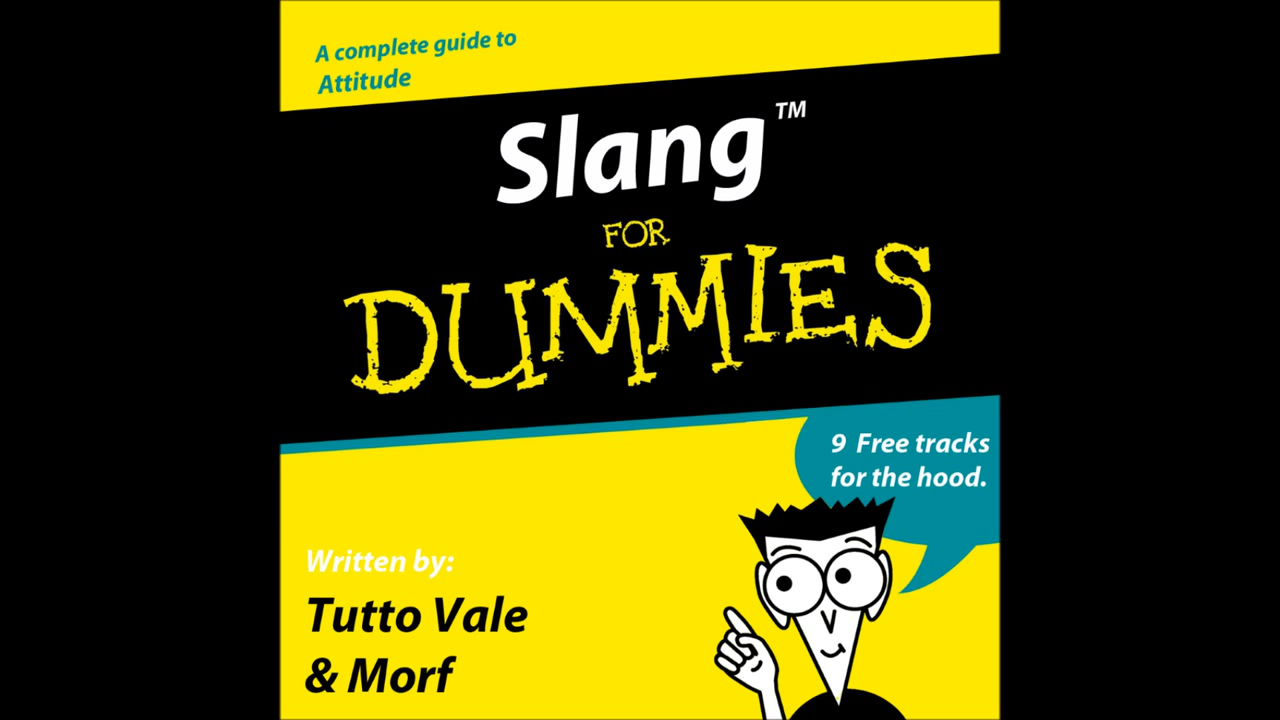 A complete guide to
Attitude
Slang™
FOR
DUMMIES
9 Free tracks
for the hood.
Written by:
Tutto Vale
& Morf